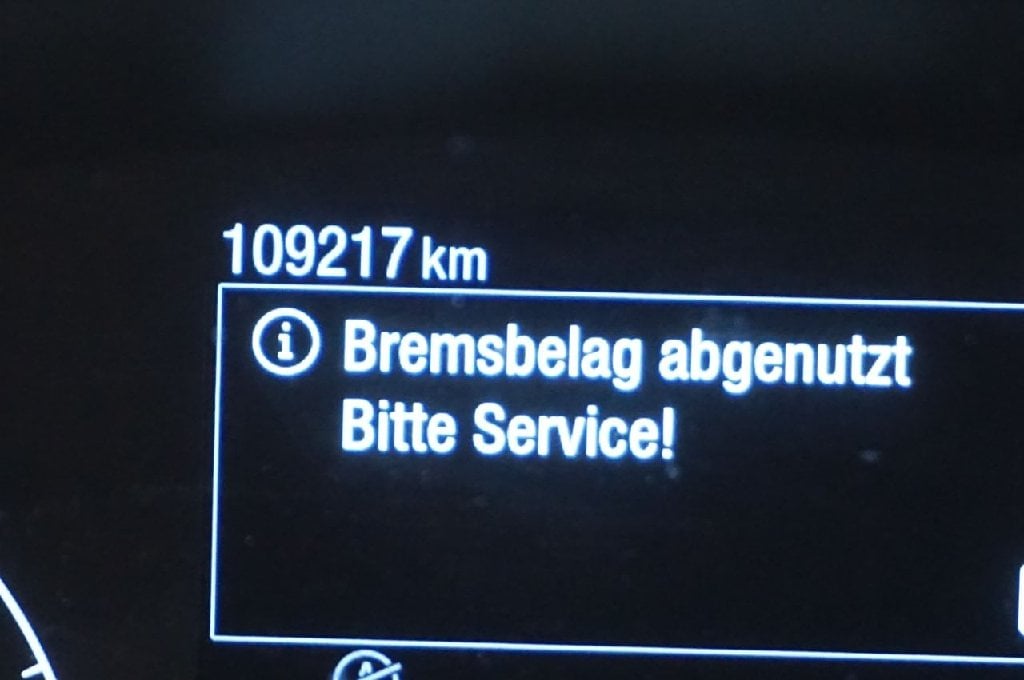 109217 km
i Bremsbelag abgenutzt
Bitte Service!
A